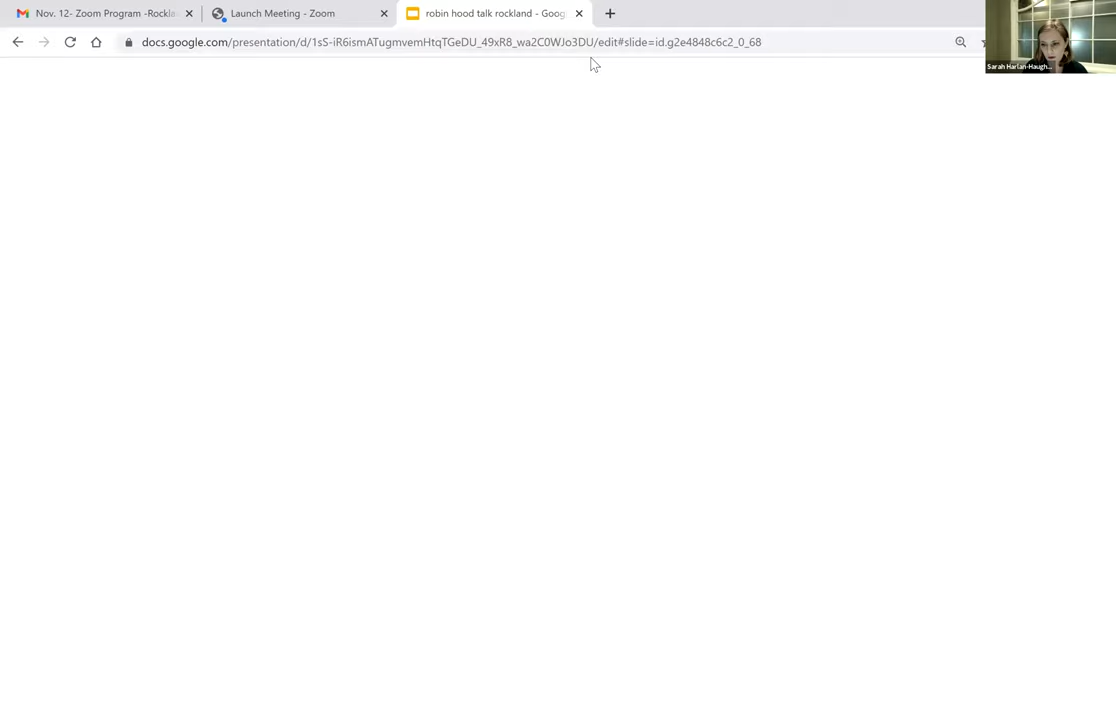 Nov. 12- Zoom Program -Rockla
Launch Meeting - Zoom
robin hood talk rockland - Goog
docs.google.com/presentation/d/1sS-iR6ismATugmvemHtqTGeDU_49xR8_wa2C0WJo3DU/edit#slide=id.g2e4848c6c2_0_68
Sarah Harlan-Haugh...